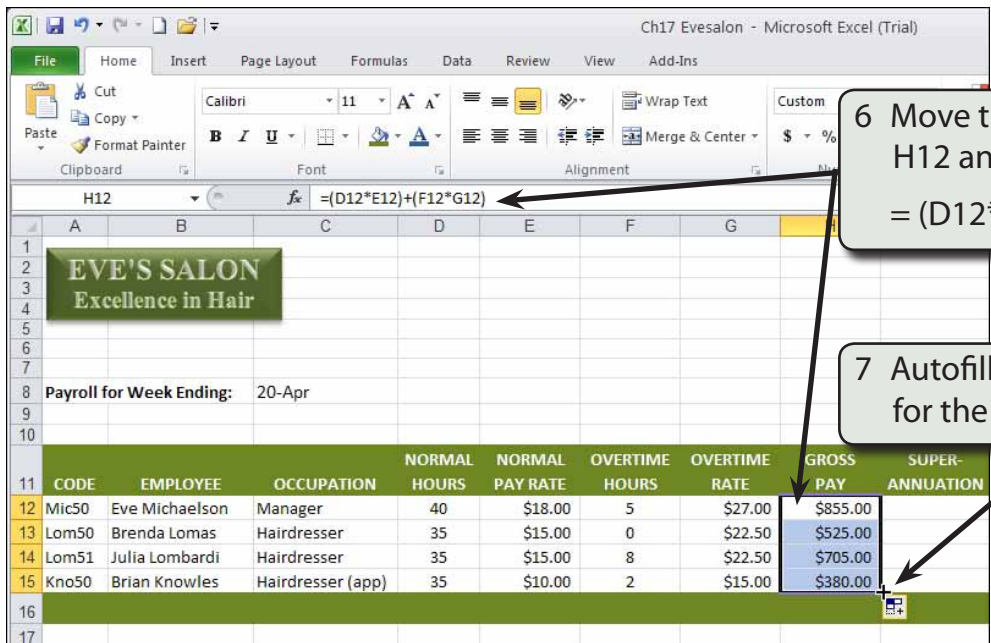 Ch17 Evesalon - Microsoft Excel (Trial)
File Home Insert Page Layout Formulas Data Review View Add-Ins
Cut
Copy
Format Painter
Paste
Calibri 11 A A
B I U A
Wrap Text
Merge & Center
Custom
$ %
Clipboard Font Alignment
H12 fx =(D12*E12)+(F12*G12)
6 Move t
H12 an
= (D12*
A B C D E F G
1
2
3
4
5
6
7
EVE'S SALON
Excellence in Hair
7 Autofill
for the
8 Payroll for Week Ending: 20-Apr
9
10
NORMAL NORMAL OVERTIME OVERTIME GROSS SUPER-
11 CODE EMPLOYEE OCCUPATION HOURS PAY RATE HOURS RATE PAY ANNUATION
12 Mic50 Eve Michaelson Manager 40 $18.00 5 $27.00 $855.00
13 Lom50 Brenda Lomas Hairdresser 35 $15.00 0 $22.50 $525.00
14 Lom51 Julia Lombardi Hairdresser 35 $15.00 8 $22.50 $705.00
15 Kno50 Brian Knowles Hairdresser (app) 35 $10.00 2 $15.00 $380.00
16
17